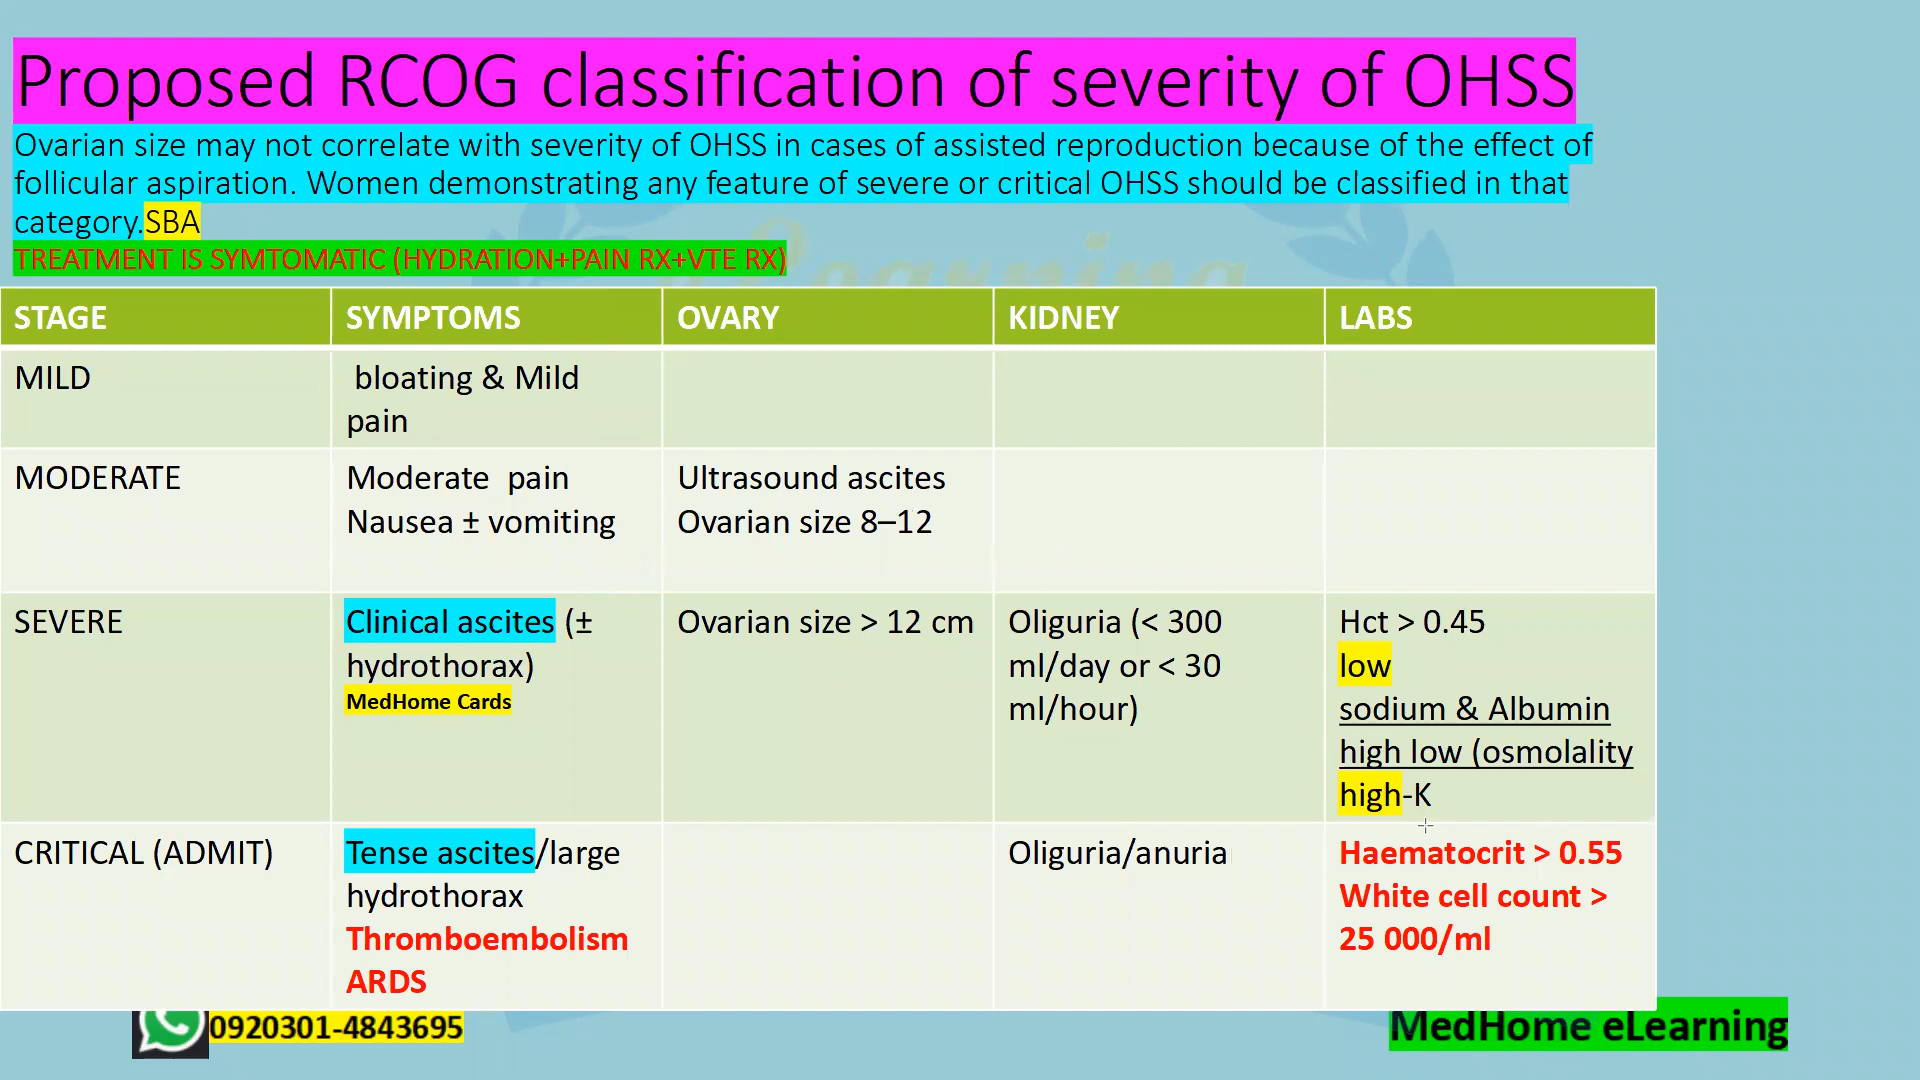 Proposed RCOG classification of severity of OHSS
Ovarian size may not correlate with severity of OHSS in cases of assisted reproduction because of the effect of
follicular aspiration. Women demonstrating any feature of severe or critical OHSS should be classified in that
category.SBA
TREATMENT IS SYMTOMATIC (HYDRATION+PAIN RX+VTE RX)
Learning
STAGE SYMPTOMS OVARY KIDNEY LABS
MILD
bloating & Mild
pain
MODERATE
Moderate pain
Nausea ± vomiting
Ultrasound ascites
Ovarian size 8–12
SEVERE
Clinical ascites (±
hydrothorax)
MedHome Cards
Ovarian size > 12 cm
Oliguria (< 300
ml/day or < 30
ml/hour)
Hct > 0.45
low
sodium & Albumin
high low (osmolality
high-K
CRITICAL (ADMIT)
Tense ascites/large
hydrothorax
Thromboembolism
ARDS
Oliguria/anuria
Haematocrit > 0.55
White cell count >
25 000/ml
0920301-4843695
MedHome eLearning